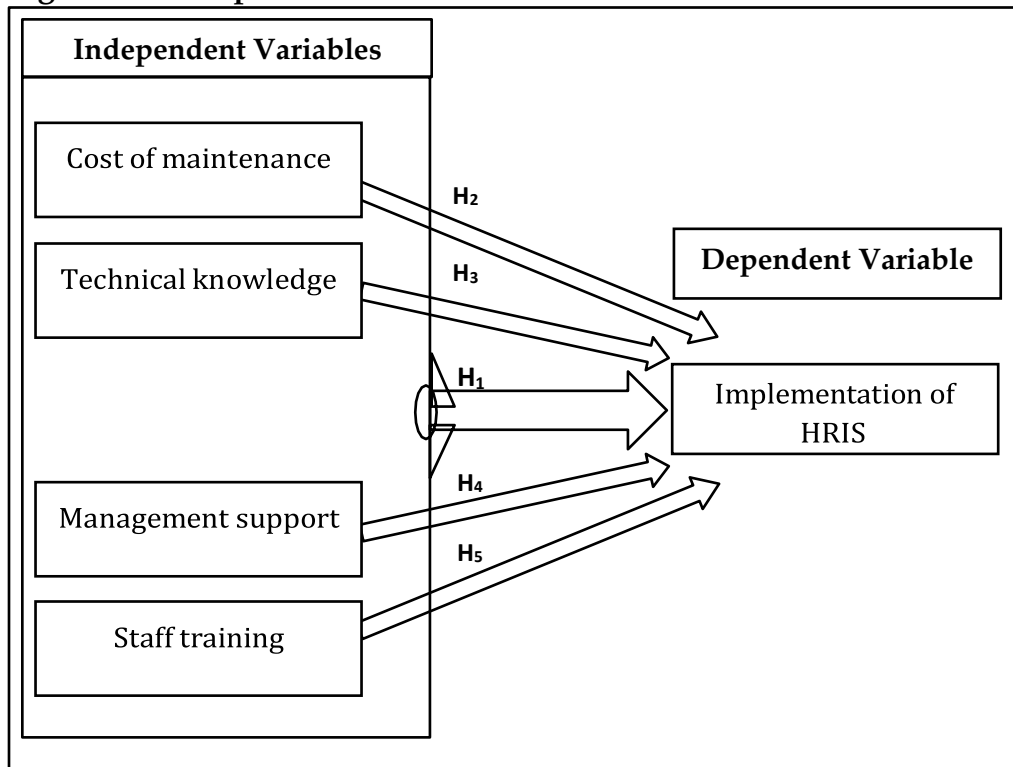 Independent Variables
Cost of maintenance
H₂
Technical knowledge
H₃
Dependent Variable
H₁
Implementation of
HRIS
Management support
H₄
H₅
Staff training